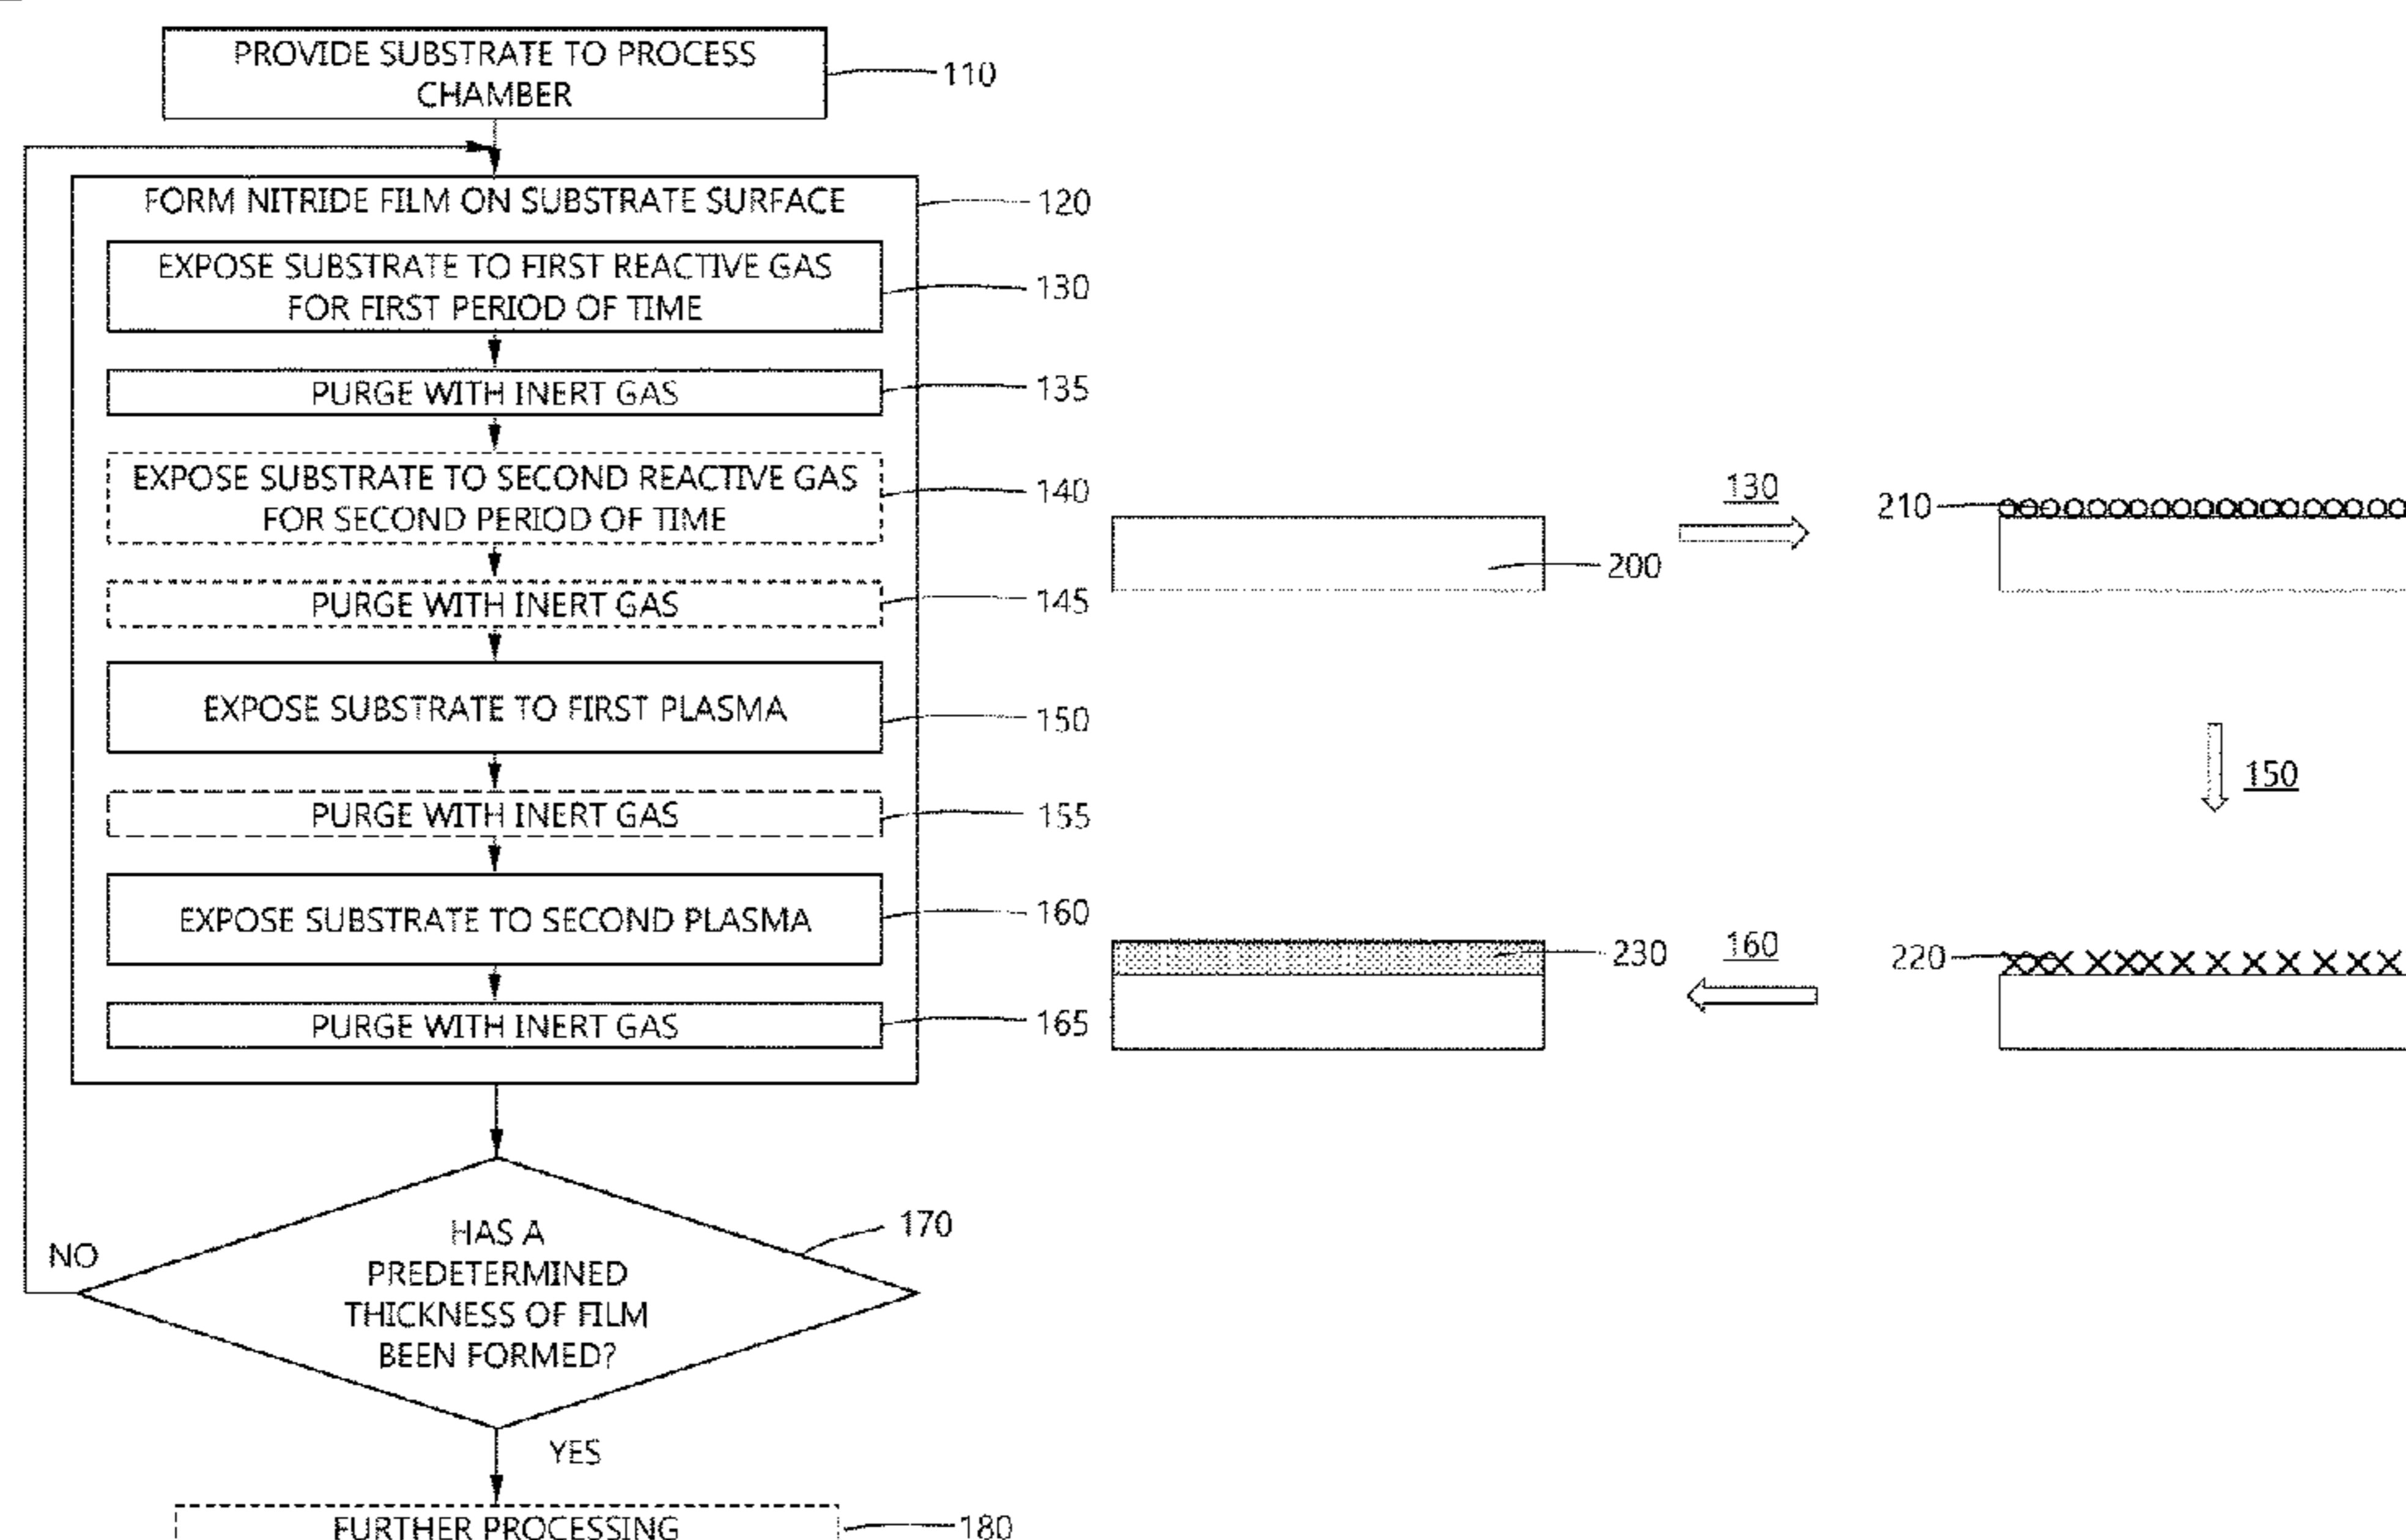 PROVIDE SUBSTRATE TO PROCESS
CHAMBER
110
FORM NITRIDE FILM ON SUBSTRATE SURFACE
120
EXPOSE SUBSTRATE TO FIRST REACTIVE GAS
FOR FIRST PERIOD OF TIME
130
PURGE WITH INERT GAS
135
EXPOSE SUBSTRATE TO SECOND REACTIVE GAS
FOR SECOND PERIOD OF TIME
140
PURGE WITH INERT GAS
145
EXPOSE SUBSTRATE TO FIRST PLASMA
150
PURGE WITH INERT GAS
155
EXPOSE SUBSTRATE TO SECOND PLASMA
160
PURGE WITH INERT GAS
165
HAS A
PREDETERMINED
THICKNESS OF FILM
BEEN FORMED?
170
NO
YES
FURTHER PROCESSING
180
200
130
210
150
220
160
230